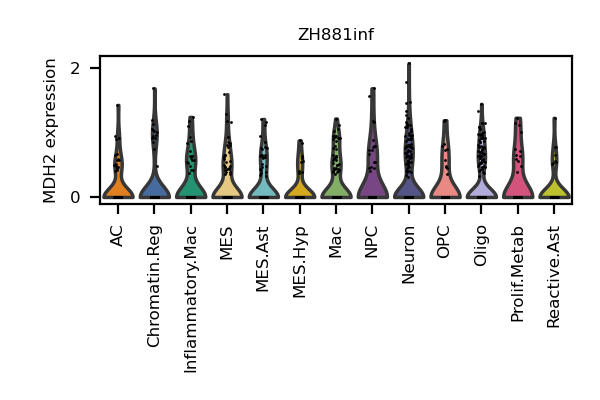 ZH881inf
MDH2 expression
2
0
AC
Chromatin.Reg
Inflammatory.Mac
MES
MES.Ast
MES.Hyp
Mac
NPC
Neuron
OPC
Oligo
Prolif.Metab
Reactive.Ast